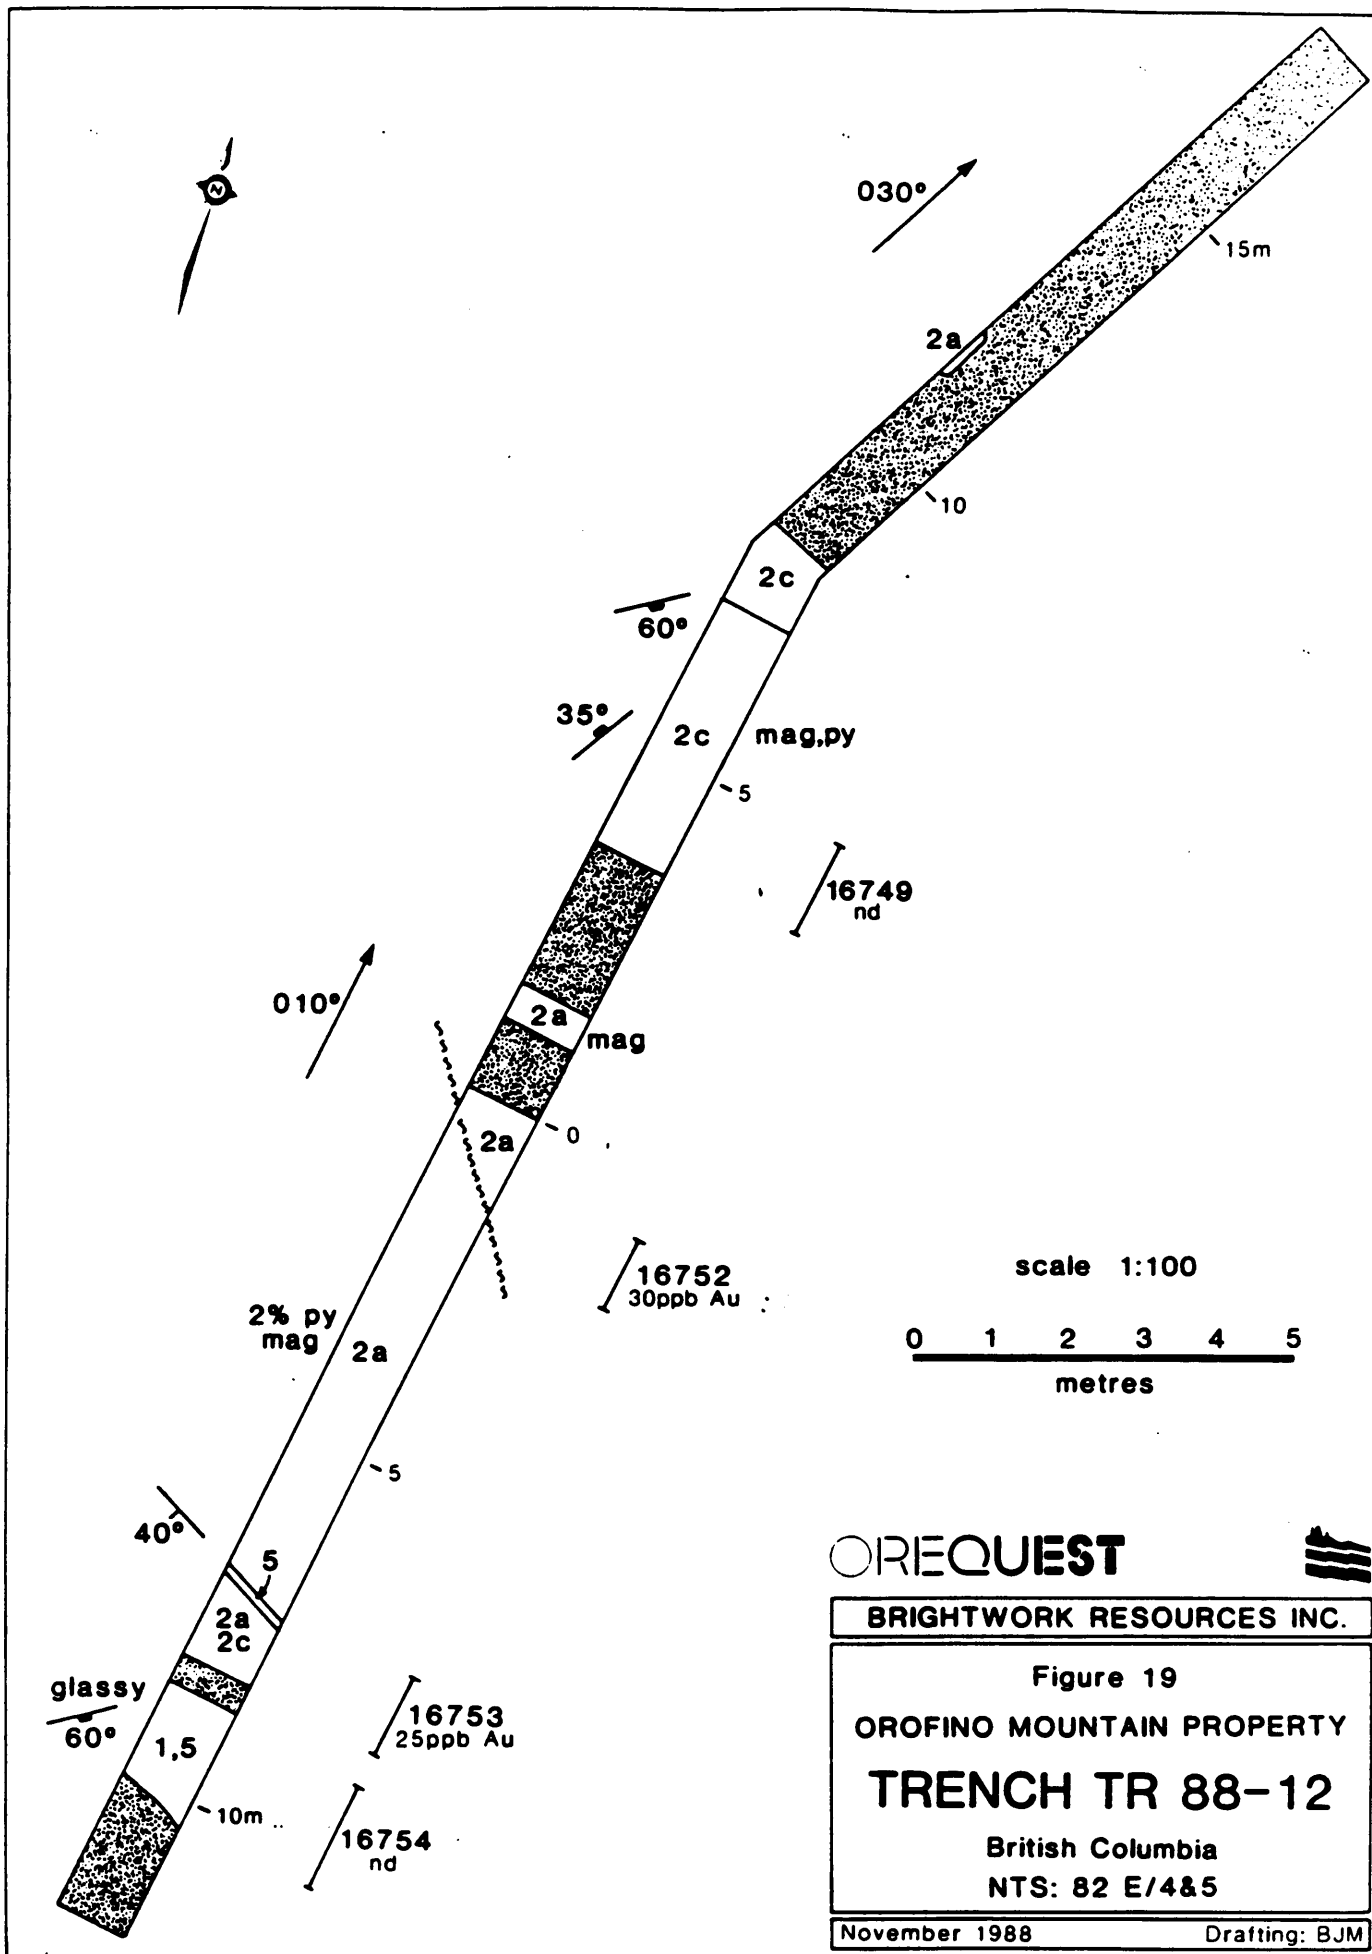 N
030°
15m
2a
10
2c
60°
35°
2c mag,py
5
16749
nd
010°
2a
mag
2a
0
16752
30ppb Au
scale 1:100
2% py
mag
2a
0 1 2 3 4 5
metres
5
40°
5
2a
2c
glassy
60°
1,5
16753
25ppb Au
10m
16754
nd
OREQUEST
BRIGHTWORK RESOURCES INC.
Figure 19
OROFINO MOUNTAIN PROPERTY
TRENCH TR 88-12
British Columbia
NTS: 82 E/4&5
November 1988 Drafting: BJM